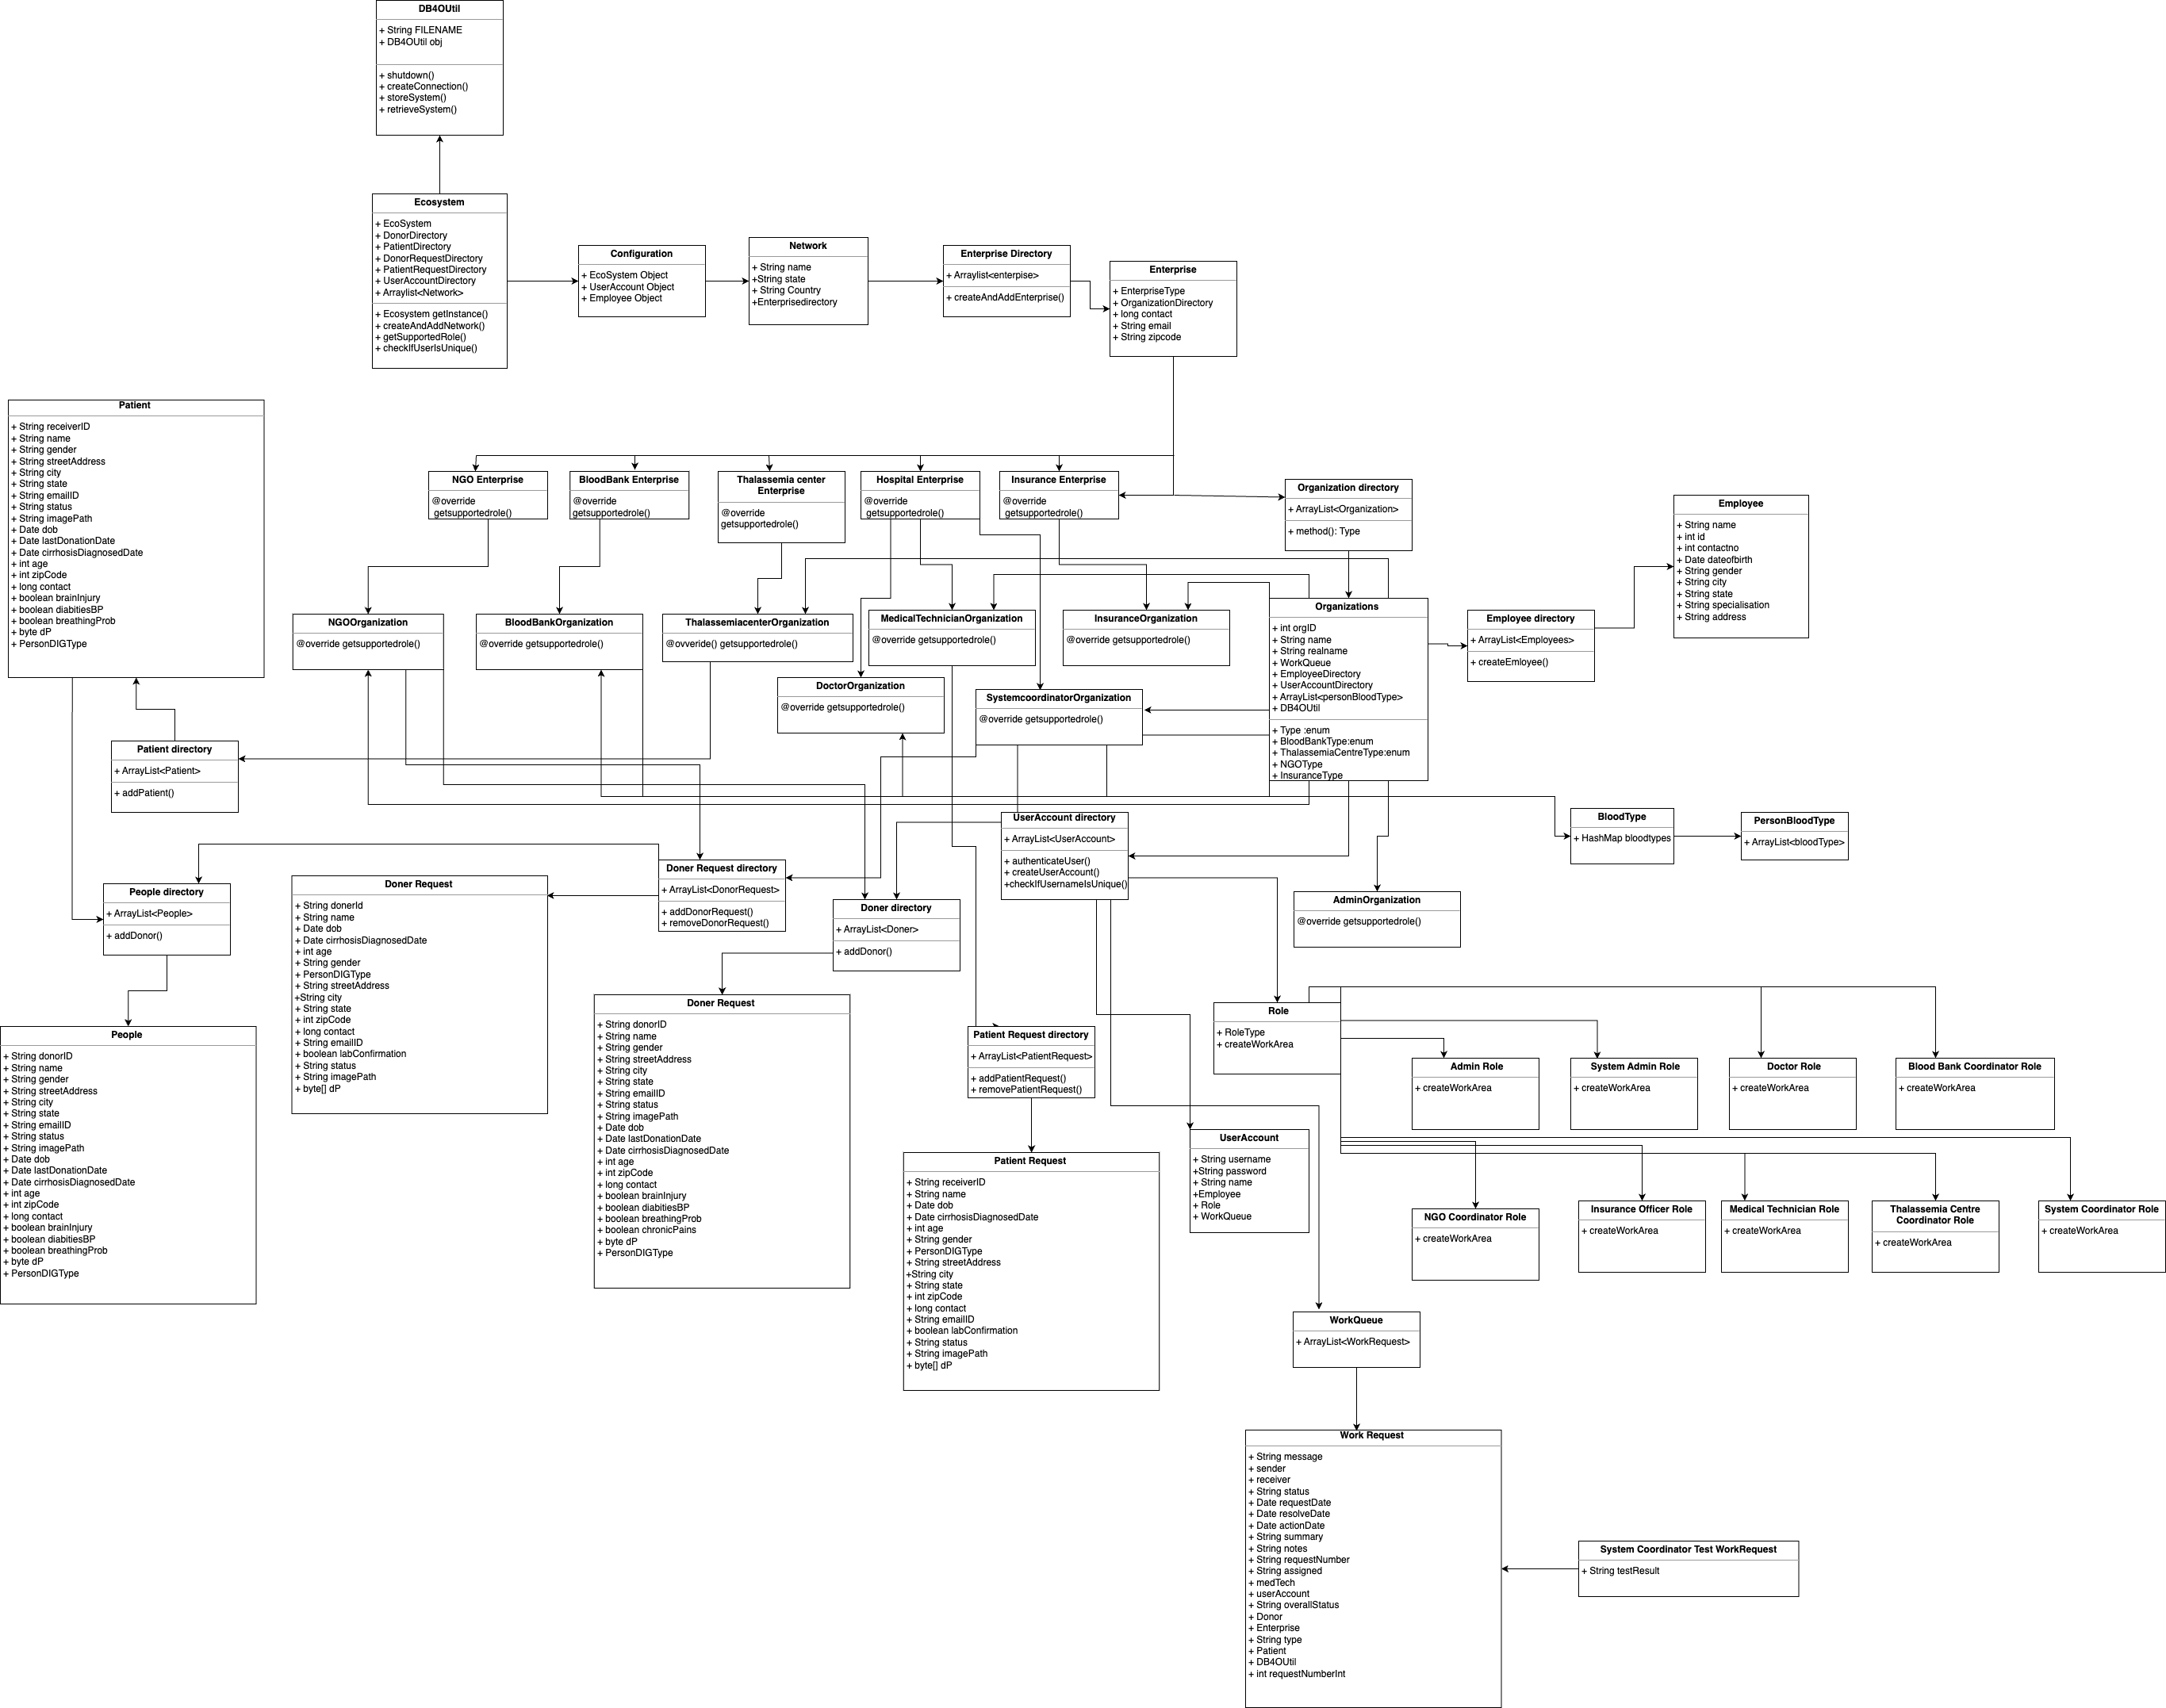 DB4OUtil
+ String FILENAME
+ DB4OUtil obj
+ shutdown()
+ createConnection()
+ storeSystem()
+ retrieveSystem()
Ecosystem
+ EcoSystem
+ DonorDirectory
+ PatientDirectory
+ DonorRequestDirectory
+ PatientRequestDirectory
+ UserAccountDirectory
+ Arraylist<Network>
+ Ecosystem getInstance()
+ createAndAddNetwork()
+ getSupportedRole()
+ checkIfUserIsUnique()
Configuration
+ EcoSystem Object
+ UserAccount Object
+ Employee Object
Network
+ String name
+String state
+ String Country
+Enterprisedirectory
Enterprise Directory
+ Arraylist<enterpise>
+ createAndAddEnterprise()
Enterprise
+ EnterpriseType
+ OrganizationDirectory
+ long contact
+ String email
+ String zipcode
Patient
+ String receiverID
+ String name
+ String gender
+ String streetAddress
+ String city
+ String state
+ String emailID
+ String status
+ String imagePath
+ Date dob
+ Date lastDonationDate
+ Date cirrhosisDiagnosedDate
+ int age
+ int zipCode
+ long contact
+ boolean brainInjury
+ boolean diabitiesBP
+ boolean breathingProb
+ byte dP
+ PersonDIGType
NGO Enterprise
@override
getsupportedrole()
BloodBank Enterprise
@override
getsupportedrole()
Thalassemia center
Enterprise
@override
getsupportedrole()
Hospital Enterprise
@override
getsupportedrole()
Insurance Enterprise
@override
getsupportedrole()
Organization directory
+ ArrayList<Organization>
+ method(): Type
Employee
+ String name
+ int id
+ int contactno
+ Date dateofbirth
+ String gender
+ String city
+ String state
+ String specialisation
+ String address
NGOOrganization
@override getsupportedrole()
BloodBankOrganization
@override getsupportedrole()
ThalassemiacenterOrganization
@ovveride() getsupportedrole()
MedicalTechnicianOrganization
@override getsupportedrole()
InsuranceOrganization
@override getsupportedrole()
Organizations
+ int orgID
+ String name
+ String realname
+ WorkQueue
+ EmployeeDirectory
+ UserAccountDirectory
+ ArrayList<personBloodType>
+ DB4OUtil
+ Type :enum
+ BloodBankType:enum
+ ThalassemiaCentreType:enum
+ NGOType
+ InsuranceType
Employee directory
+ ArrayList<Employees>
+ createEmloyee()
DoctorOrganization
@override getsupportedrole()
SystemcoordinatorOrganization
@override getsupportedrole()
Patient directory
+ ArrayList<Patient>
+ addPatient()
UserAccount directory
+ ArrayList<UserAccount>
+ authenticateUser()
+ createUserAccount()
+checkIfUsernameIsUnique()
BloodType
+ HashMap bloodtypes
PersonBloodType
+ ArrayList<bloodType>
People directory
+ ArrayList<People>
+ addDonor()
Doner Request
+ String donerId
+ String name
+ Date dob
+ Date cirrhosisDiagnosedDate
+ int age
+ String gender
+ PersonDIGType
+ String streetAddress
+String city
+ String state
+ int zipCode
+ long contact
+ String emailID
+ boolean labConfirmation
+ String status
+ String imagePath
+ byte[] dP
Doner Request directory
+ ArrayList<DonorRequest>
+ addDonorRequest()
+ removeDonorRequest()
Doner directory
+ ArrayList<Doner>
+ addDonor()
AdminOrganization
@override getsupportedrole()
Doner Request
+ String donorID
+ String name
+ String gender
+ String streetAddress
+ String city
+ String state
+ String emailID
+ String status
+ String imagePath
+ Date dob
+ Date lastDonationDate
+ Date cirrhosisDiagnosedDate
+ int age
+ int zipCode
+ long contact
+ boolean brainInjury
+ boolean diabitiesBP
+ boolean breathingProb
+ boolean chronicPains
+ byte dP
+ PersonDIGType
People
+ String donorID
+ String name
+ String gender
+ String streetAddress
+ String city
+ String state
+ String emailID
+ String status
+ String imagePath
+ Date dob
+ Date lastDonationDate
+ Date cirrhosisDiagnosedDate
+ int age
+ int zipCode
+ long contact
+ boolean brainInjury
+ boolean diabitiesBP
+ boolean breathingProb
+ byte dP
+ PersonDIGType
Patient Request directory
+ ArrayList<PatientRequest>
+ addPatientRequest()
+ removePatientRequest()
Role
+ RoleType
+ createWorkArea
Admin Role
+ createWorkArea
System Admin Role
+ createWorkArea
Doctor Role
+ createWorkArea
Blood Bank Coordinator Role
+ createWorkArea
Patient Request
+ String receiverID
+ String name
+ Date dob
+ Date cirrhosisDiagnosedDate
+ int age
+ String gender
+ PersonDIGType
+ String streetAddress
+String city
+ String state
+ int zipCode
+ long contact
+ String emailID
+ boolean labConfirmation
+ String status
+ String imagePath
+ byte[] dP
UserAccount
+ String username
+String password
+ String name
+Employee
+ Role
+ WorkQueue
NGO Coordinator Role
+ createWorkArea
Insurance Officer Role
+ createWorkArea
Medical Technician Role
+ createWorkArea
Thalassemia Centre
Coordinator Role
+ createWorkArea
System Coordinator Role
+ createWorkArea
WorkQueue
+ ArrayList<WorkRequest>
Work Request
+ String message
+ sender
+ receiver
+ String status
+ Date requestDate
+ Date resolveDate
+ Date actionDate
+ String summary
+ String notes
+ String requestNumber
+ String assigned
+ medTech
+ userAccount
+ String overallStatus
+ Donor
+ Enterprise
+ String type
+ Patient
+ DB4OUtil
+ int requestNumberInt
System Coordinator Test WorkRequest
+ String testResult